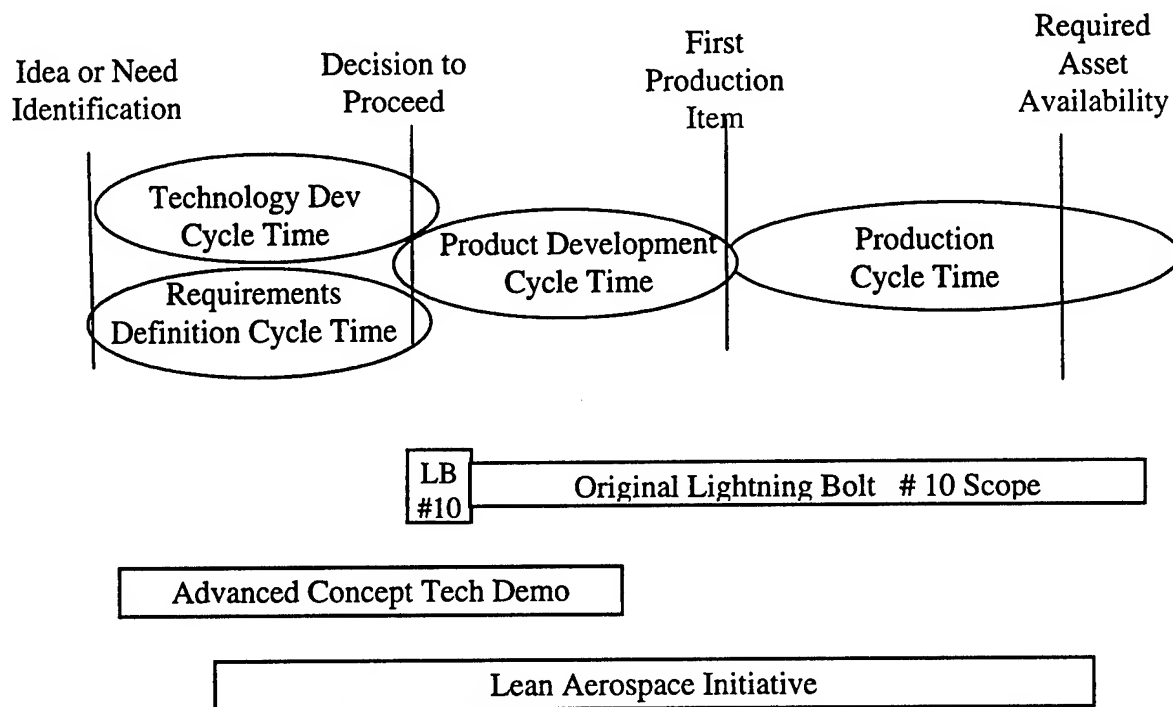 Idea or Need
Identification
Decision to
Proceed
First
Production
Item
Required
Asset
Availability
Technology Dev
Cycle Time
Requirements
Definition Cycle Time
Product Development
Cycle Time
Production
Cycle Time
LB
#10
Original Lightning Bolt # 10 Scope
Advanced Concept Tech Demo
Lean Aerospace Initiative